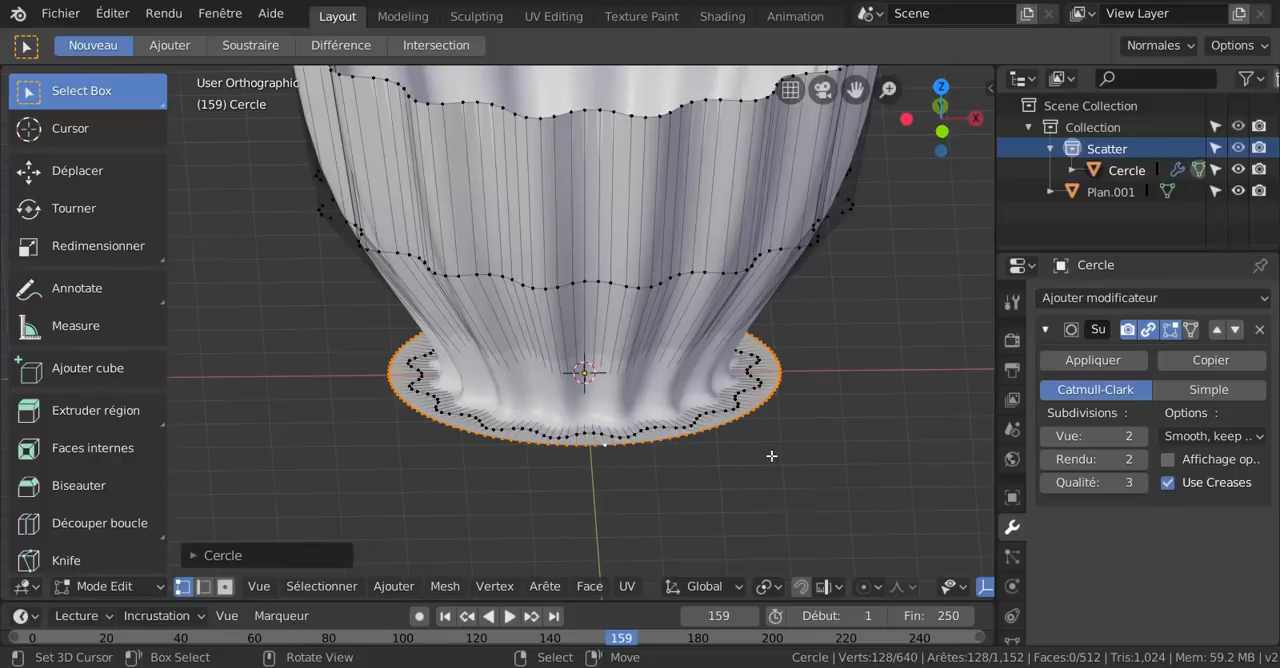 Fichier Éditer Rendu Fenêtre Aide Layout Modeling Sculpting UV Editing Texture Paint Shading Animation Scene View Layer
Nouveau Ajouter Soustraire Différence Intersection Normales Options
Select Box
Cursor
Déplacer
Tourner
Redimensionner
Annotate
Measure
Ajouter cube
Extruder région
Faces internes
Biseauter
Découper boucle
Knife
User Orthographic
(159) Cercle
Z
X
Cercle
Scene Collection
Collection
Scatter
Cercle
Plan.001
Cercle
Ajouter modificateur
Su
Appliquer Copier
Catmull-Clark Simple
Subdivisions : Options :
Vue: 2 Smooth, keep ..
Rendu: 2 Affichage op..
Qualité: 3 Use Creases
Mode Edit Vue Sélectionner Ajouter Mesh Vertex Arête Face UV Global
Lecture Incrustation Vue Marqueur 159 Début: 1 Fin: 250
0 20 40 60 80 100 120 140 159 180 200 220 240
Set 3D Cursor Box Select Rotate View Select Move Cercle | Verts:128/640 | Arêtes:128/1,152 | Faces:0/512 | Tris:1,024 | Mem: 59.2 MB | v2